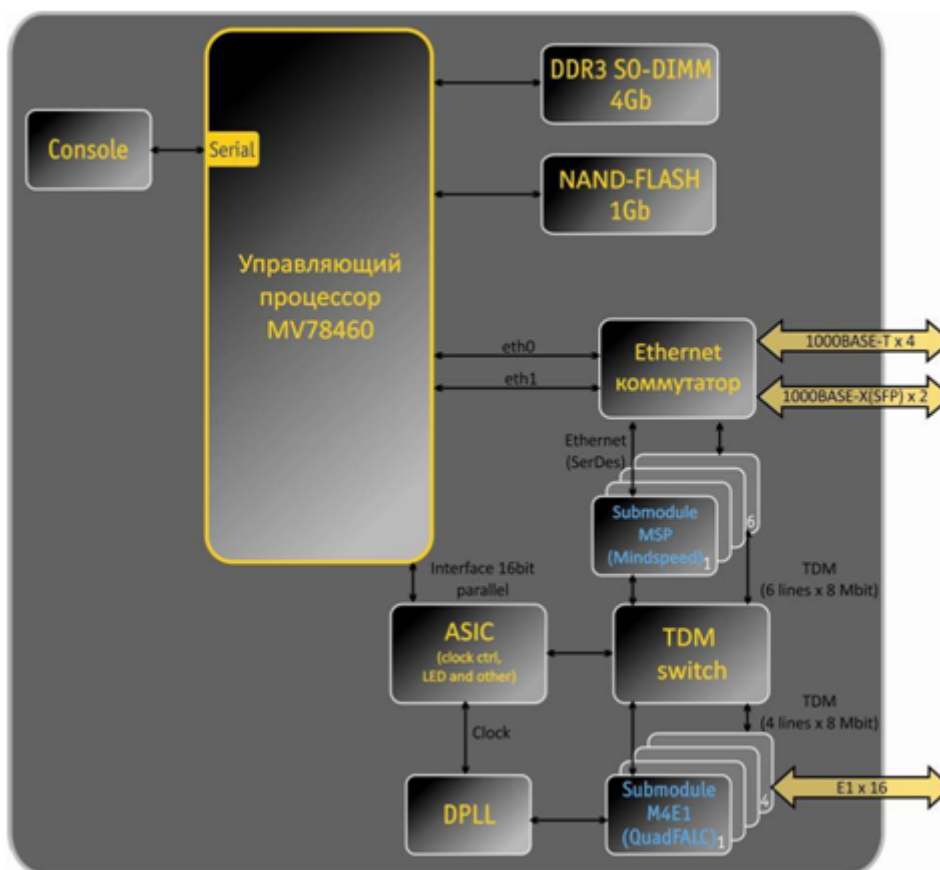 DDR3 SO-DIMM
4Gb
Console
Serial
NAND-FLASH
1Gb
Управляющий
процессор
MV78460
eth0
eth1
Ethernet
коммутатор
1000BASE-T x 4
1000BASE-X(SFP) x 2
Ethernet
(SerDes)
Submodule
MSP
(Mindspeed)
1
6
Interface 16bit
parallel
TDM
(6 lines x 8 Mbit)
ASIC
(clock ctrl,
LED and other)
TDM
switch
TDM
(4 lines x 8 Mbit)
Clock
DPLL
Submodule
M4E1
(QuadFALC)
1
4
E1 x 16